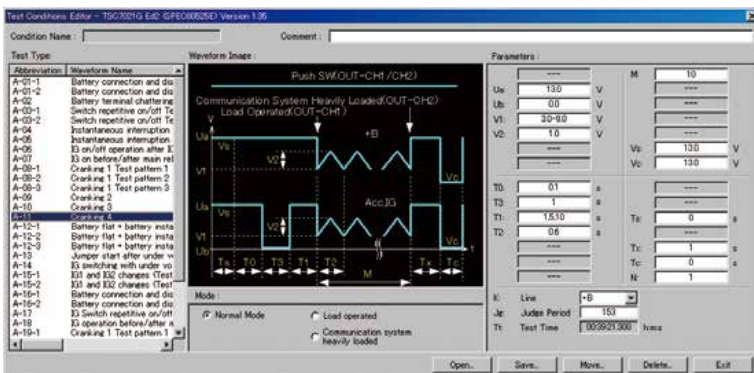 Test Conditions Editor - TSC7021G Ed2 (SPEC60525E) Version 1.35
Condition Name :
Comment :
Test Type
Abbreviation Waveform Name
A-01-1 Battery connection and dis
A-01-2 Battery connection and dis
A-02 Battery terminal chattering
A-03-1 Switch repetitive on/off Te
A-03-2 Switch repetitive on/off Te
A-04 Instantaneous interruption
A-05 Instantaneous interruption
A-06 IG on/off operation after I
A-07 IG on before/after main rel
A-08-1 Cranking 1 Test pattern 1
A-08-2 Cranking 1 Test pattern 2
A-08-3 Cranking 1 Test pattern 3
A-09 Cranking 2
A-10 Cranking 3
A-11 Cranking 4
A-12-1 Battery flat + battery insta
A-12-2 Battery flat + battery insta
A-12-3 Battery flat + battery insta
A-13 Jumper start after under v
A-14 IG switching with under vo
A-15-1 IG1 and IG2 changes (Test
A-15-2 IG1 and IG2 changes (Test
A-16-1 Battery connection and dis
A-16-2 Battery connection and dis
A-17 IG Switch repetitive on/off
A-18 IG operation before/after m
A-19-1 Cranking 1 Test pattern 1
Waveform Image :
Push SW(OUT-CH1/CH2)
Communication System Heavily Loaded(OUT-CH2)
Load Operated(OUT-CH1)
V
+B
Ua Vs
V2
V1
Vc
Acc.IG
Ua Vs
V2
V1
Vc
Ub
t
Ts T0 T3 T1 T2 Tx Tc
M
Mode :
Normal Mode
Load operated
Communication system
heavily loaded
Parameters :
--- M: 10
Ua: 13.0 V ---
Ub: 0.0 V ---
V1: 3.0-9.0 V ---
V2: 1.0 V ---
--- Vs: 13.0 V
--- Vc: 13.0 V
T0: 0.1 s ---
T3: 1 s ---
T1: 1,5,10 s Ts: 0 s
T2: 0.6 s ---
--- Tx: 1 s
--- Tc: 0 s
--- N: 1
K: Line +B
Jp: Judge Period 153
Tt: Test Time 0039'21.300 h:m:s
Open.. Save.. Move.. Delete.. Exit